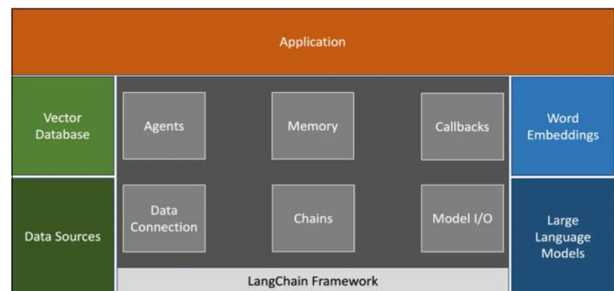 Application
Vector
Database
Agents
Memory
Callbacks
Word
Embeddings
Data Sources
Data
Connection
Chains
Model I/O
Large
Language
Models
LangChain Framework